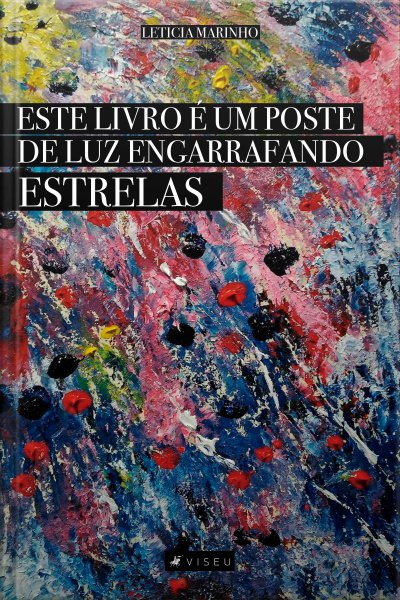 LETICIA MARINHO
ESTE LIVRO É UM POSTE
DE LUZ ENGARRAFANDO
ESTRELAS
VISEU